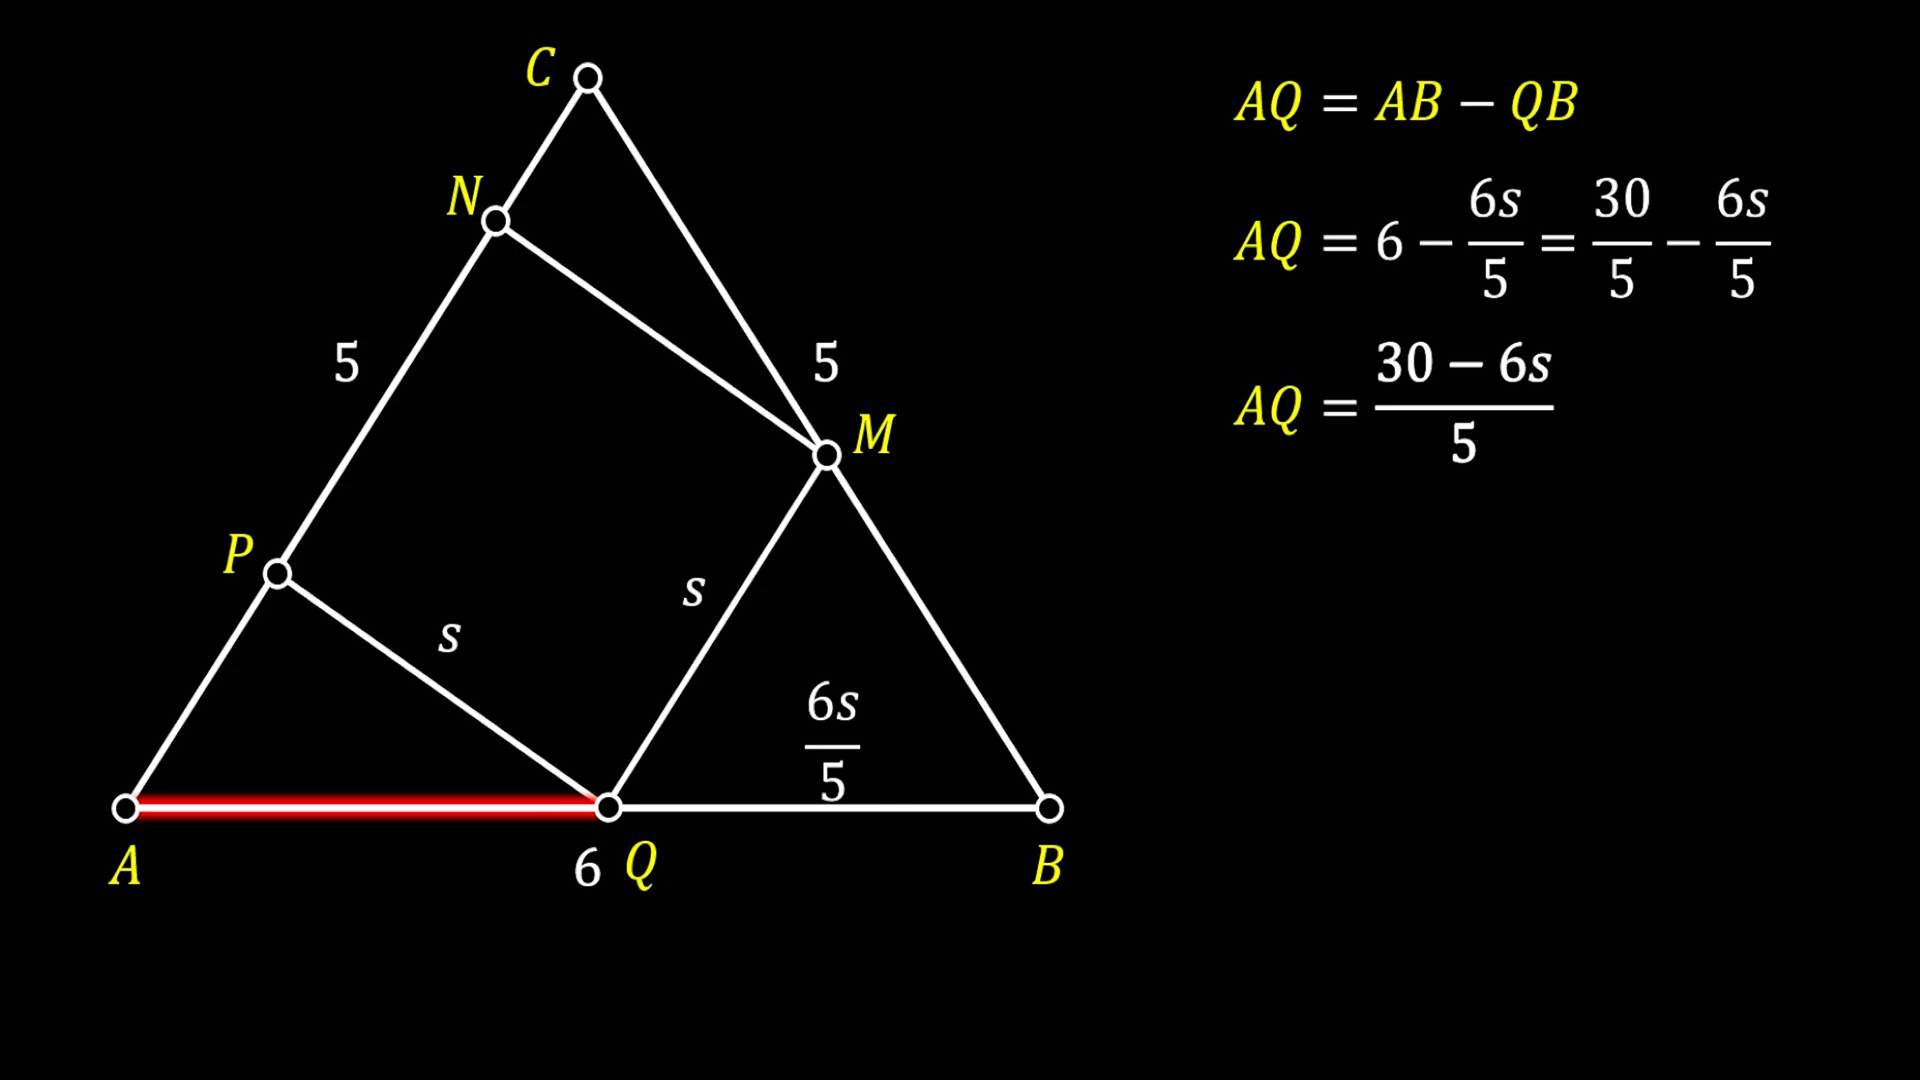 C
N
5
5
M
P
s
s
6s/5
A
6
Q
B
AQ = AB − QB
AQ = 6 − 6s/5 = 30/5 − 6s/5
AQ = (30 − 6s)/5